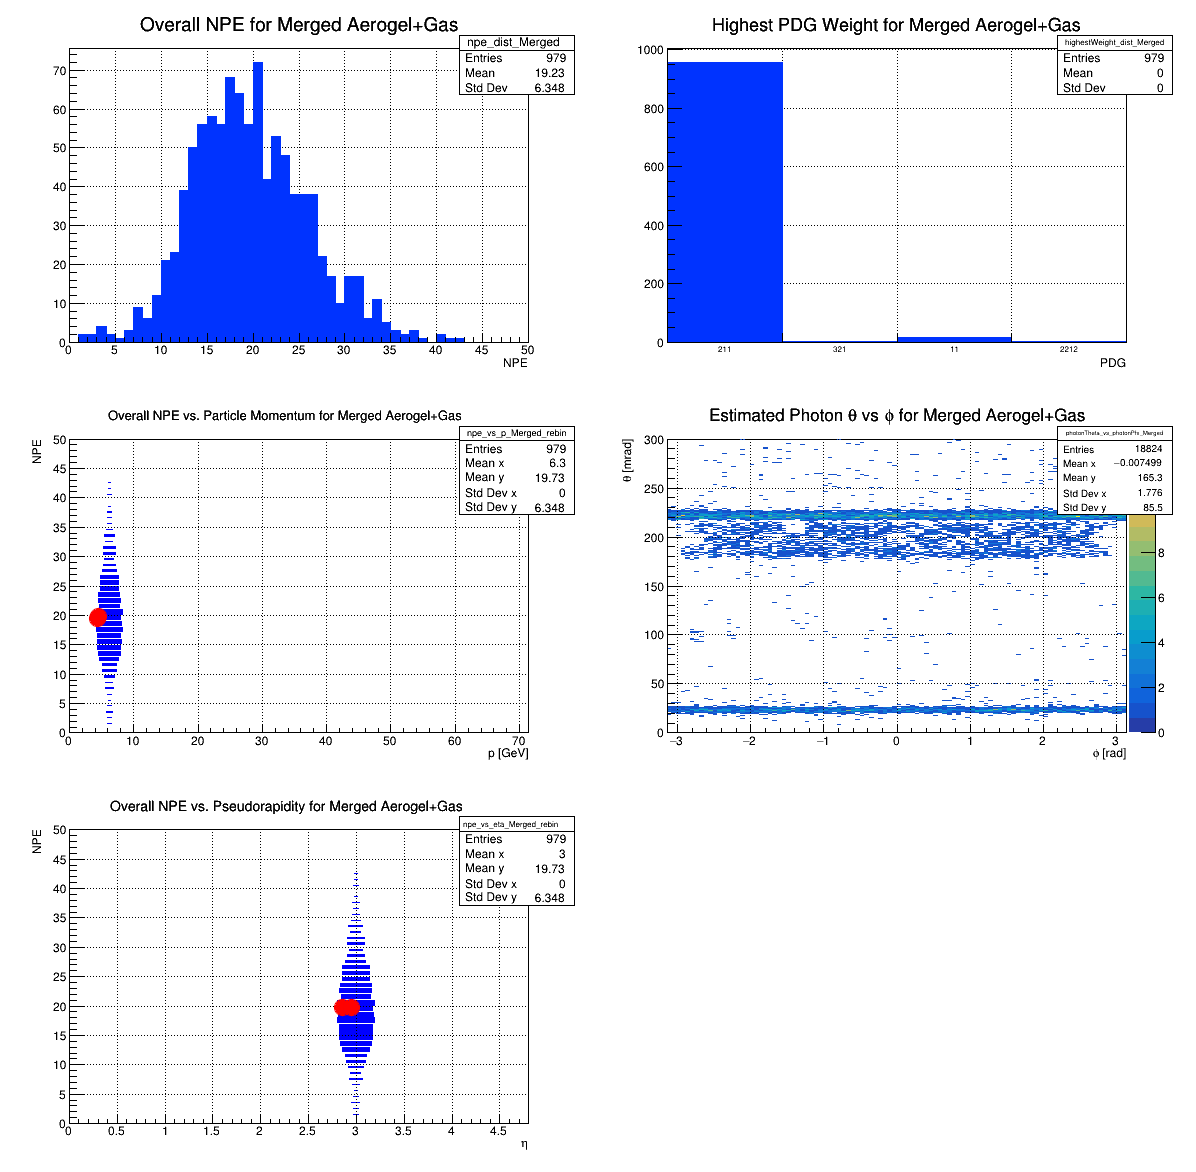 Overall NPE for Merged Aerogel+Gas
npe_dist_Merged
Entries 979
Mean 19.23
Std Dev 6.348
70
60
50
40
30
20
10
0
0 5 10 15 20 25 30 35 40 45 50
NPE
Highest PDG Weight for Merged Aerogel+Gas
highestWeight_dist_Merged
Entries 979
Mean 0
Std Dev 0
1000
800
600
400
200
0
211 321 11 2212
PDG
Overall NPE vs. Particle Momentum for Merged Aerogel+Gas
npe_vs_p_Merged_rebin
Entries 979
Mean x 6.3
Mean y 19.73
Std Dev x 0
Std Dev y 6.348
NPE
50
45
40
35
30
25
20
15
10
5
0
0 10 20 30 40 50 60 70
p [GeV]
Estimated Photon θ vs ϕ for Merged Aerogel+Gas
photonTheta_vs_photonPhi_Merged
Entries 18824
Mean x −0.007499
Mean y 165.3
Std Dev x 1.776
Std Dev y 85.5
θ [mrad]
300
250
200
150
100
50
0
−3 −2 −1 0 1 2 3
ϕ [rad]
8
6
4
2
0
Overall NPE vs. Pseudorapidity for Merged Aerogel+Gas
npe_vs_eta_Merged_rebin
Entries 979
Mean x 3
Mean y 19.73
Std Dev x 0
Std Dev y 6.348
NPE
50
45
40
35
30
25
20
15
10
5
0
0 0.5 1 1.5 2 2.5 3 3.5 4 4.5
η